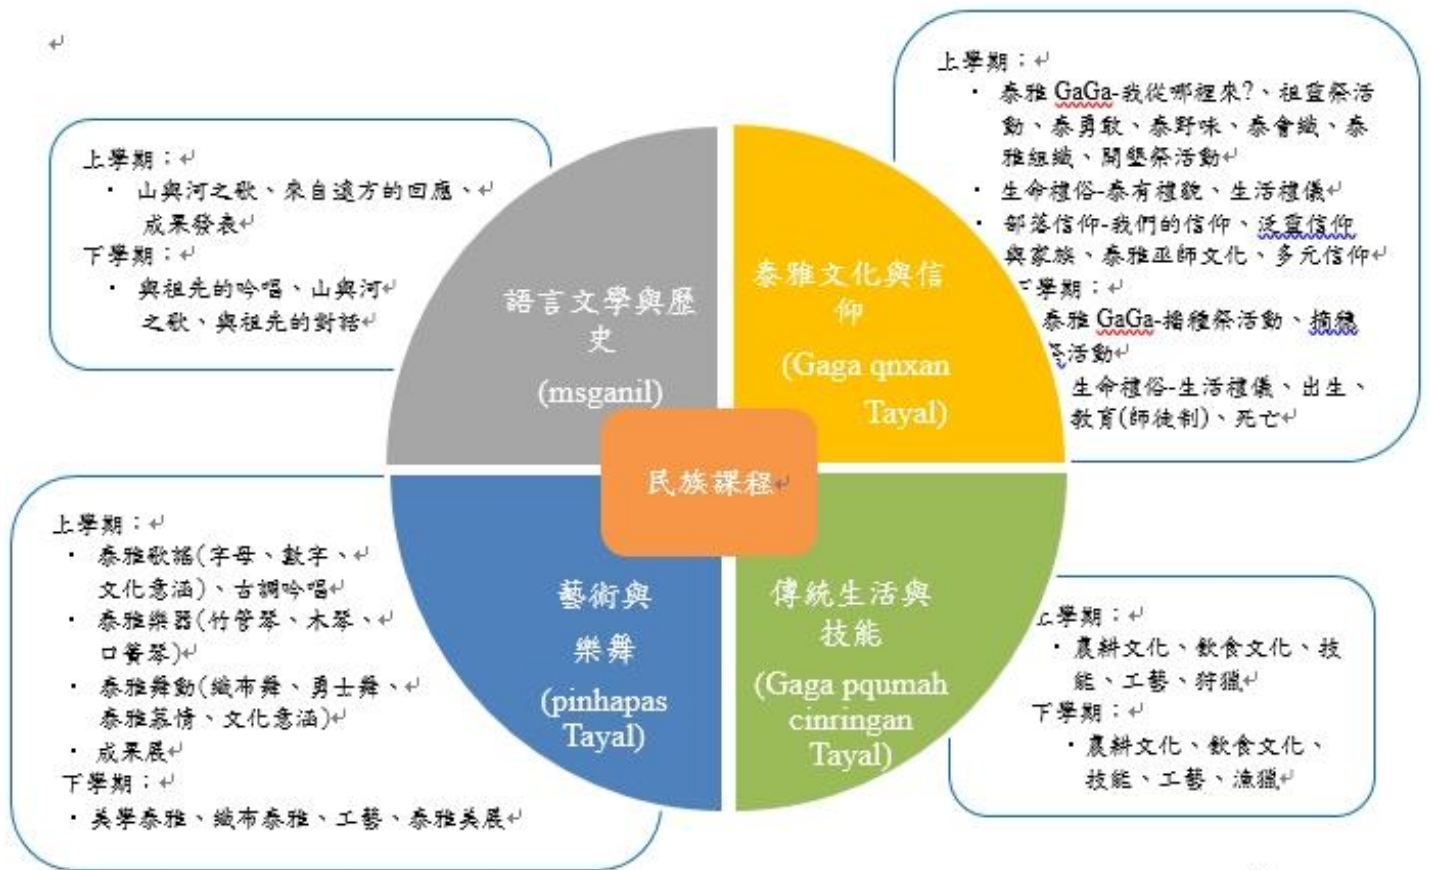 上學期：
· 山與河之歌、來自遠方的回應、
成果發表
下學期：
· 與祖先的吟唱、山與河
之歌、與祖先的對話
上學期：
· 泰雅 GaGa-我從哪裡來?、祖靈祭活
動、泰勇敢、泰野味、泰會織、泰
雅組織、開墾祭活動
· 生命禮俗-泰有禮貌、生活禮儀
· 部落信仰-我們的信仰、泛靈信仰
與家族、泰雅巫師文化、多元信仰
下學期：
泰雅 GaGa-播種祭活動、摘穗
祭活動
生命禮俗-生活禮儀、出生、
教育(師徒制)、死亡
語言文學與歷
史
(msganil)
泰雅文化與信
仰
(Gaga qnxan
Tayal)
民族課程
上學期：
· 泰雅歌謠(字母、數字、
文化意涵)、古調吟唱
· 泰雅樂器(竹管琴、木琴、
口簧琴)
· 泰雅舞動(織布舞、勇士舞、
泰雅慕情、文化意涵)
· 成果展
下學期：
· 美學泰雅、織布泰雅、工藝、泰雅美展
藝術與
樂舞
(pinhapas
Tayal)
傳統生活與
技能
(Gaga pqumah
cinringan
Tayal)
上學期：
· 農耕文化、飲食文化、技
能、工藝、狩獵
下學期：
· 農耕文化、飲食文化、
技能、工藝、漁獵